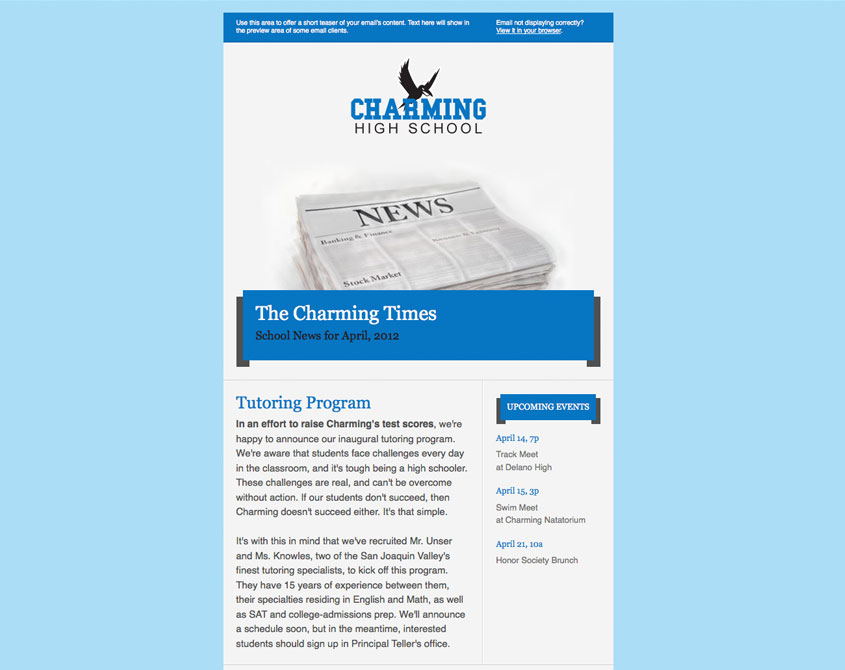 Use this area to offer a short teaser of your email's content. Text here will show in
the preview area of some email clients.
Email not displaying correctly?
View it in your browser.
CHARMING
HIGH SCHOOL
NEWS
Banking & Finance
Stock Market
The Charming Times
School News for April, 2012
Tutoring Program
In an effort to raise Charming's test scores, we're
happy to announce our inaugural tutoring program.
We're aware that students face challenges every day
in the classroom, and it's tough being a high schooler.
These challenges are real, and can't be overcome
without action. If our students don't succeed, then
Charming doesn't succeed either. It's that simple.
It's with this in mind that we've recruited Mr. Unser
and Ms. Knowles, two of the San Joaquin Valley's
finest tutoring specialists, to kick off this program.
They have 15 years of experience between them,
their specialties residing in English and Math, as well
as SAT and college-admissions prep. We'll announce
a schedule soon, but in the meantime, interested
students should sign up in Principal Teller's office.
UPCOMING EVENTS
April 14, 7p
Track Meet
at Delano High
April 15, 3p
Swim Meet
at Charming Natatorium
April 21, 10a
Honor Society Brunch